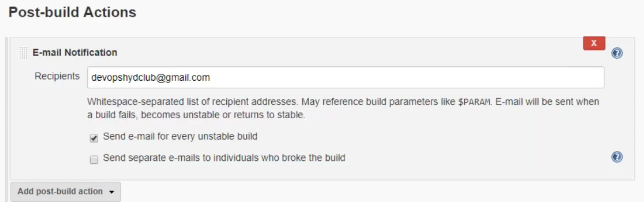 Post-build Actions
X
E-mail Notification
Recipients devopshydclub@gmail.com
Whitespace-separated list of recipient addresses. May reference build parameters like $PARAM. E-mail will be sent when
a build fails, becomes unstable or returns to stable.
Send e-mail for every unstable build
Send separate e-mails to individuals who broke the build
Add post-build action